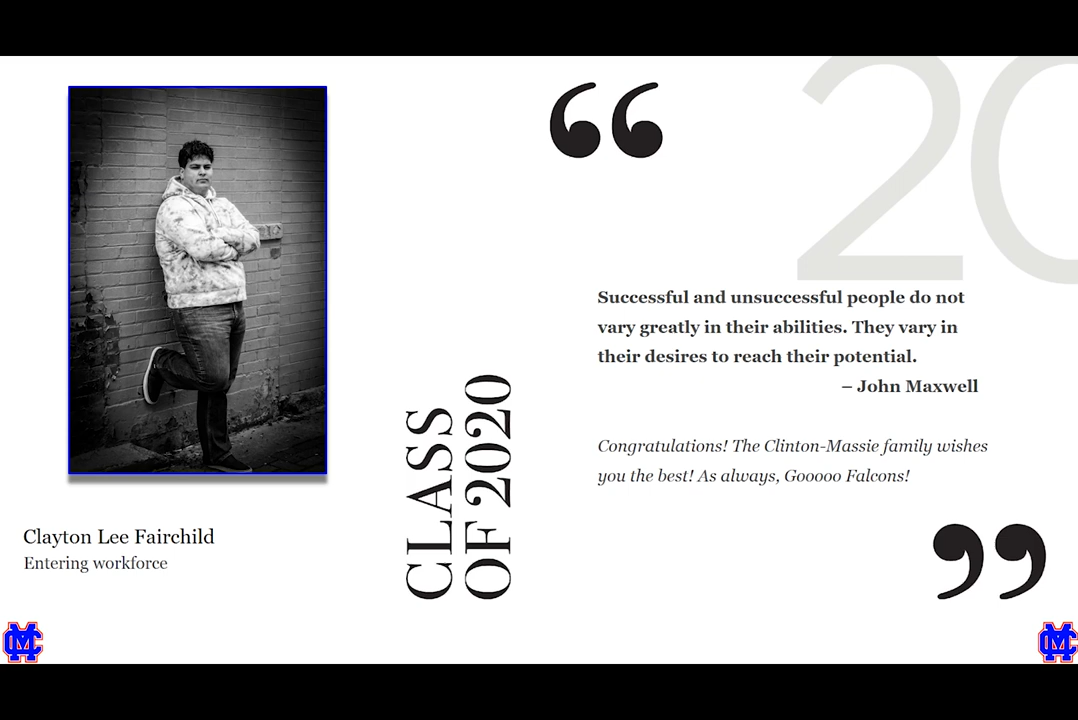 20
Successful and unsuccessful people do not
vary greatly in their abilities. They vary in
their desires to reach their potential.
– John Maxwell
Congratulations! The Clinton-Massie family wishes
you the best! As always, Gooooo Falcons!
CLASS
OF 2020
Clayton Lee Fairchild
Entering workforce
CM
CM